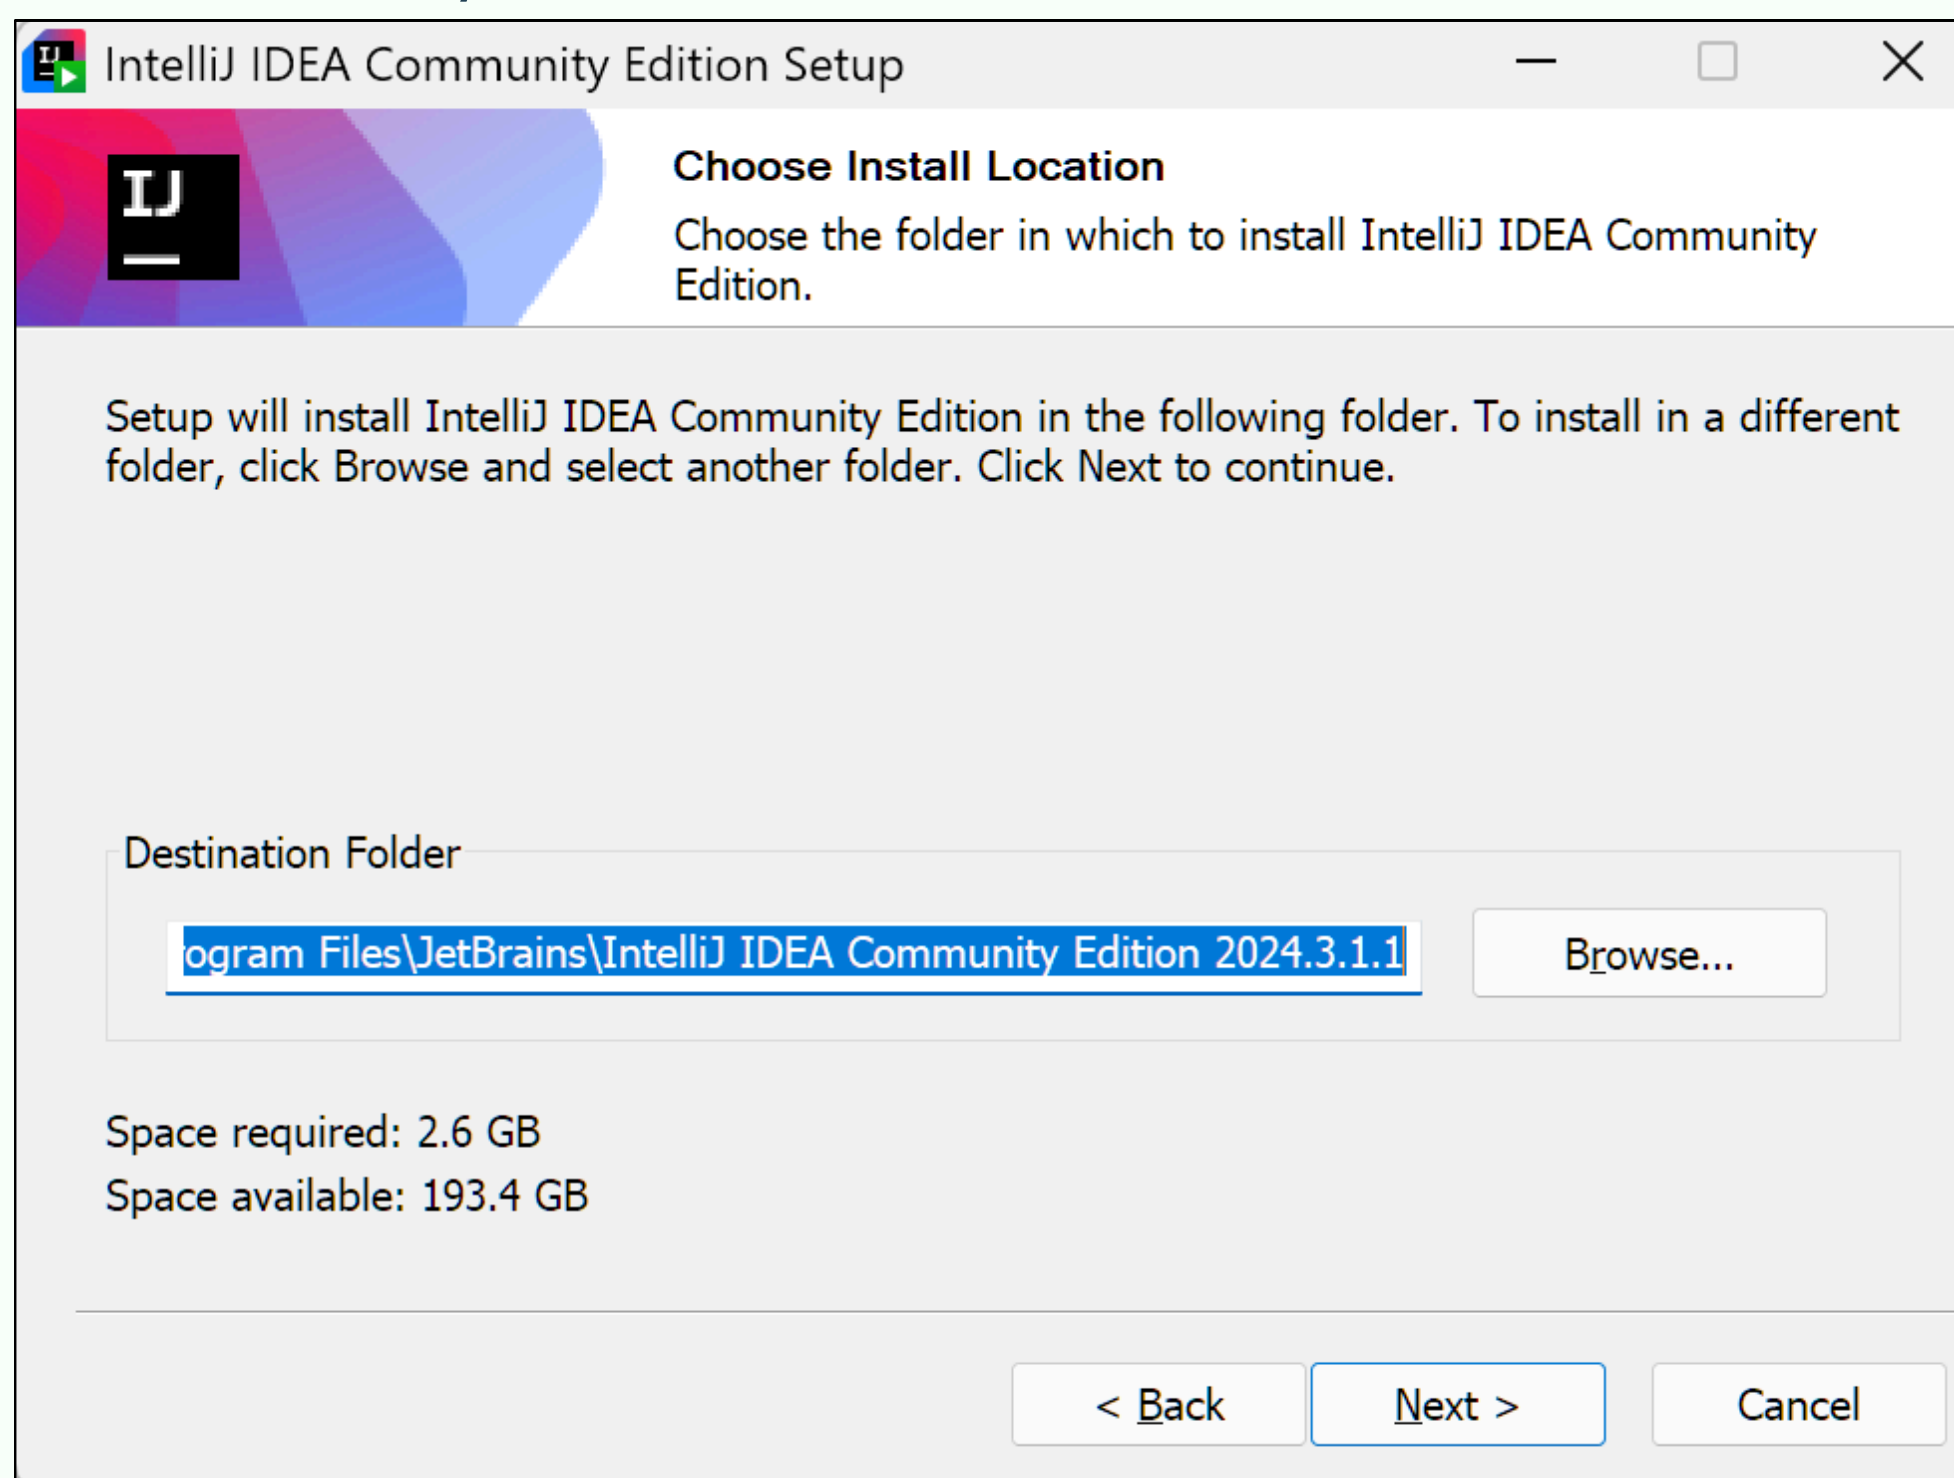 IntelliJ IDEA Community Edition Setup
IJ
Choose Install Location
Choose the folder in which to install IntelliJ IDEA Community
Edition.
Setup will install IntelliJ IDEA Community Edition in the following folder. To install in a different
folder, click Browse and select another folder. Click Next to continue.
Destination Folder
ogram Files\JetBrains\IntelliJ IDEA Community Edition 2024.3.1.1
Browse...
Space required: 2.6 GB
Space available: 193.4 GB
< Back
Next >
Cancel